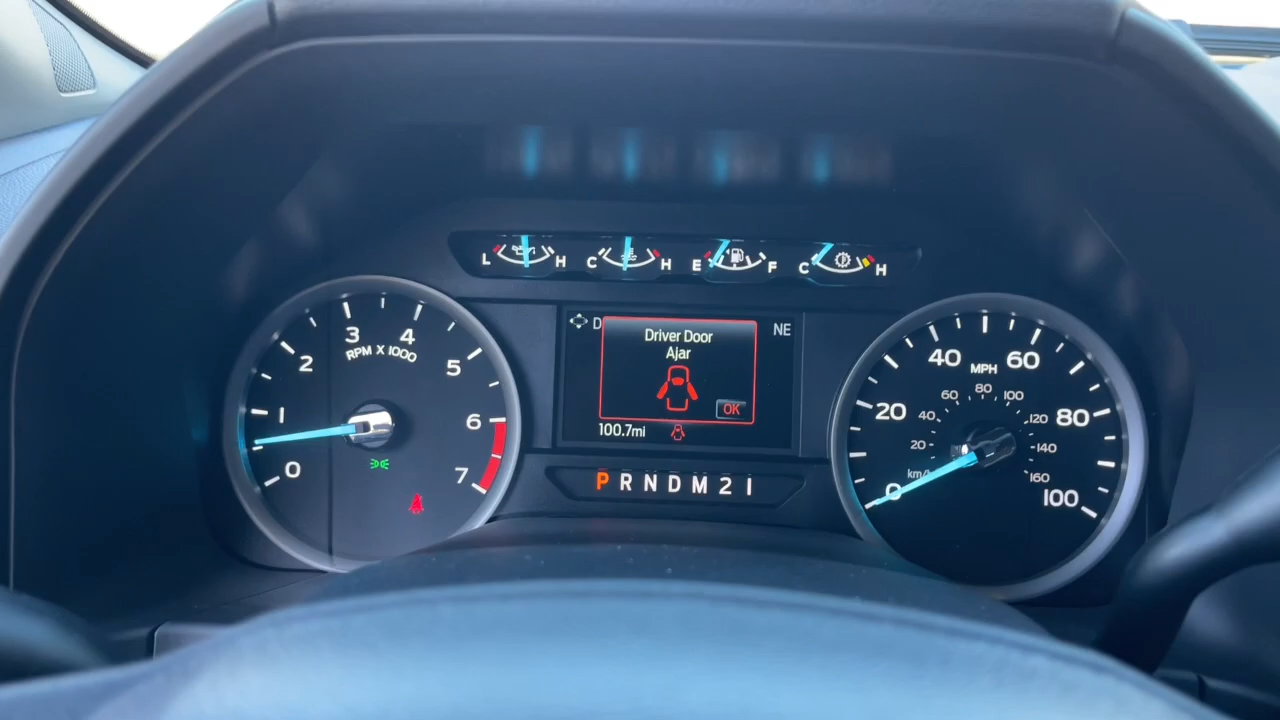 L H C H E F C H
3 4
RPM X 1000
2 5
1 6
0 7
D NE
Driver Door
Ajar
OK
100.7mi
P R N D M 2 1
40 60
MPH
20 80
0 100
60 80 100
40 120
20 140
km/h 160